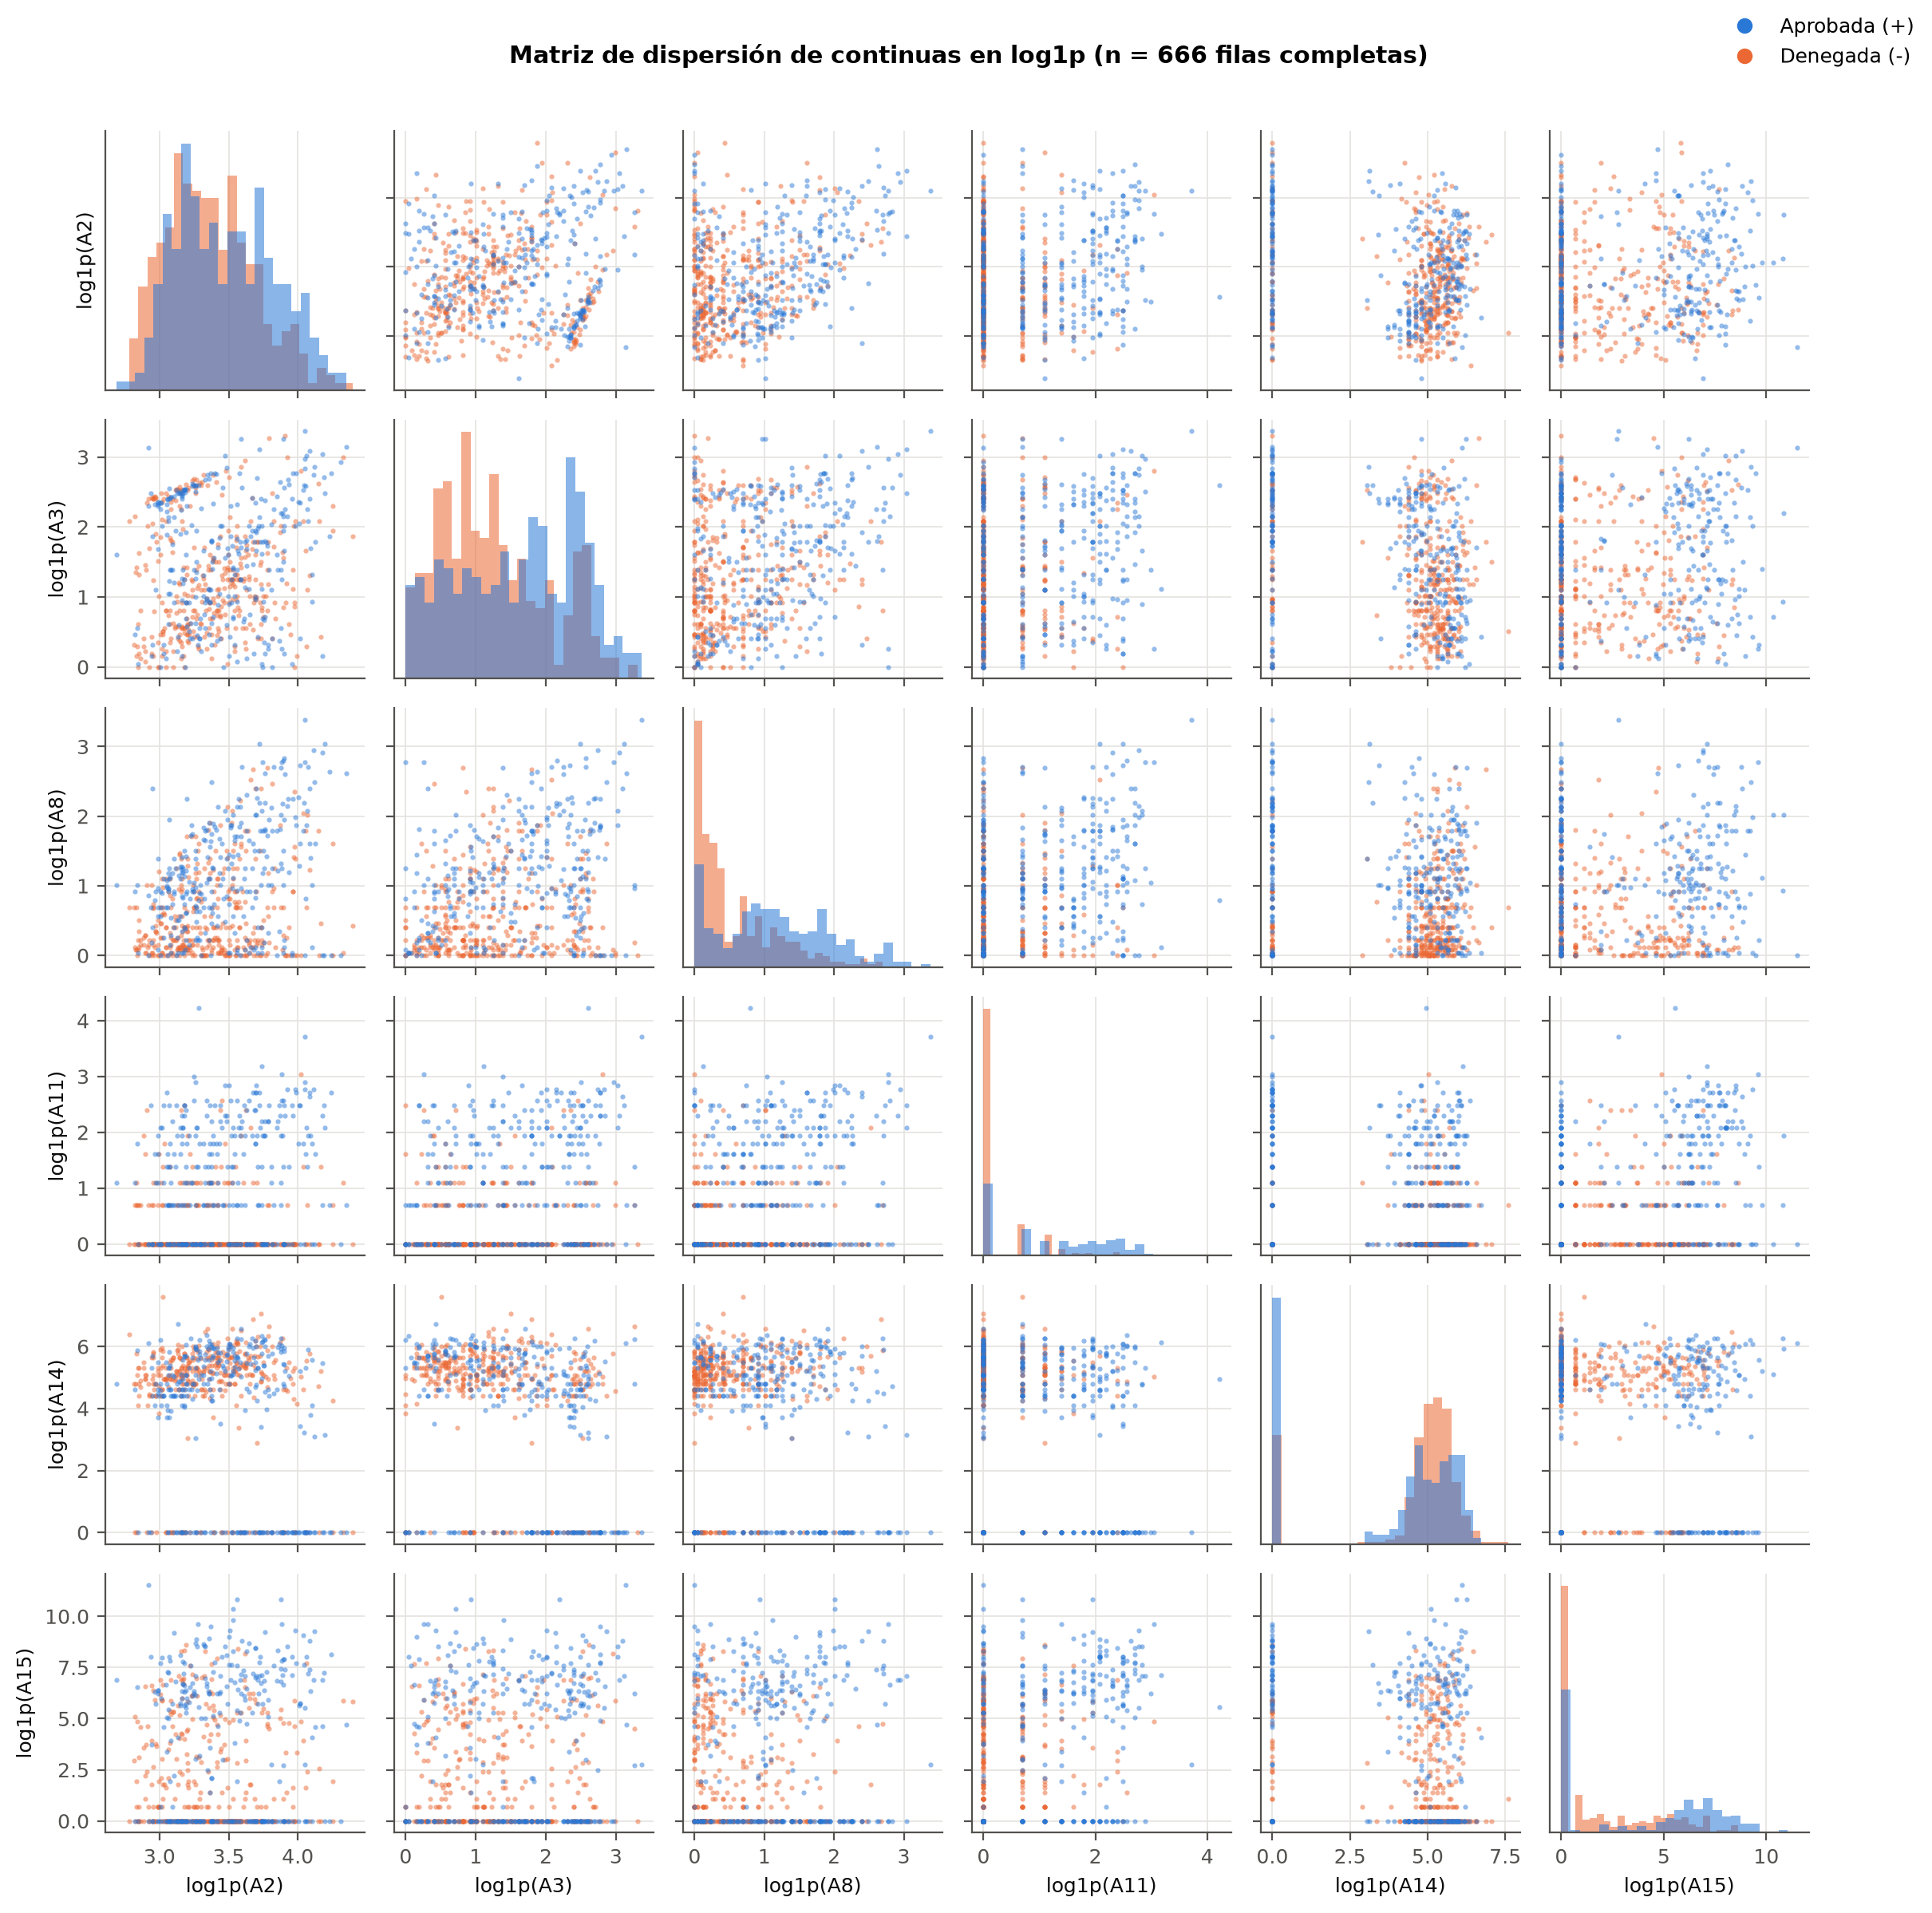 Aprobada (+)
Matriz de dispersión de continuas en log1p (n = 666 filas completas)
Denegada (-)
log1p(A2)
3
2
1
0
log1p(A3)
3
2
1
0
log1p(A8)
4
3
2
1
0
log1p(A11)
6
4
2
0
log1p(A14)
10.0
7.5
5.0
2.5
0.0
log1p(A15)
3.0 3.5 4.0
0 1 2 3
0 1 2 3
0 2 4
0.0 2.5 5.0 7.5
0 5 10
log1p(A2)
log1p(A3)
log1p(A8)
log1p(A11)
log1p(A14)
log1p(A15)